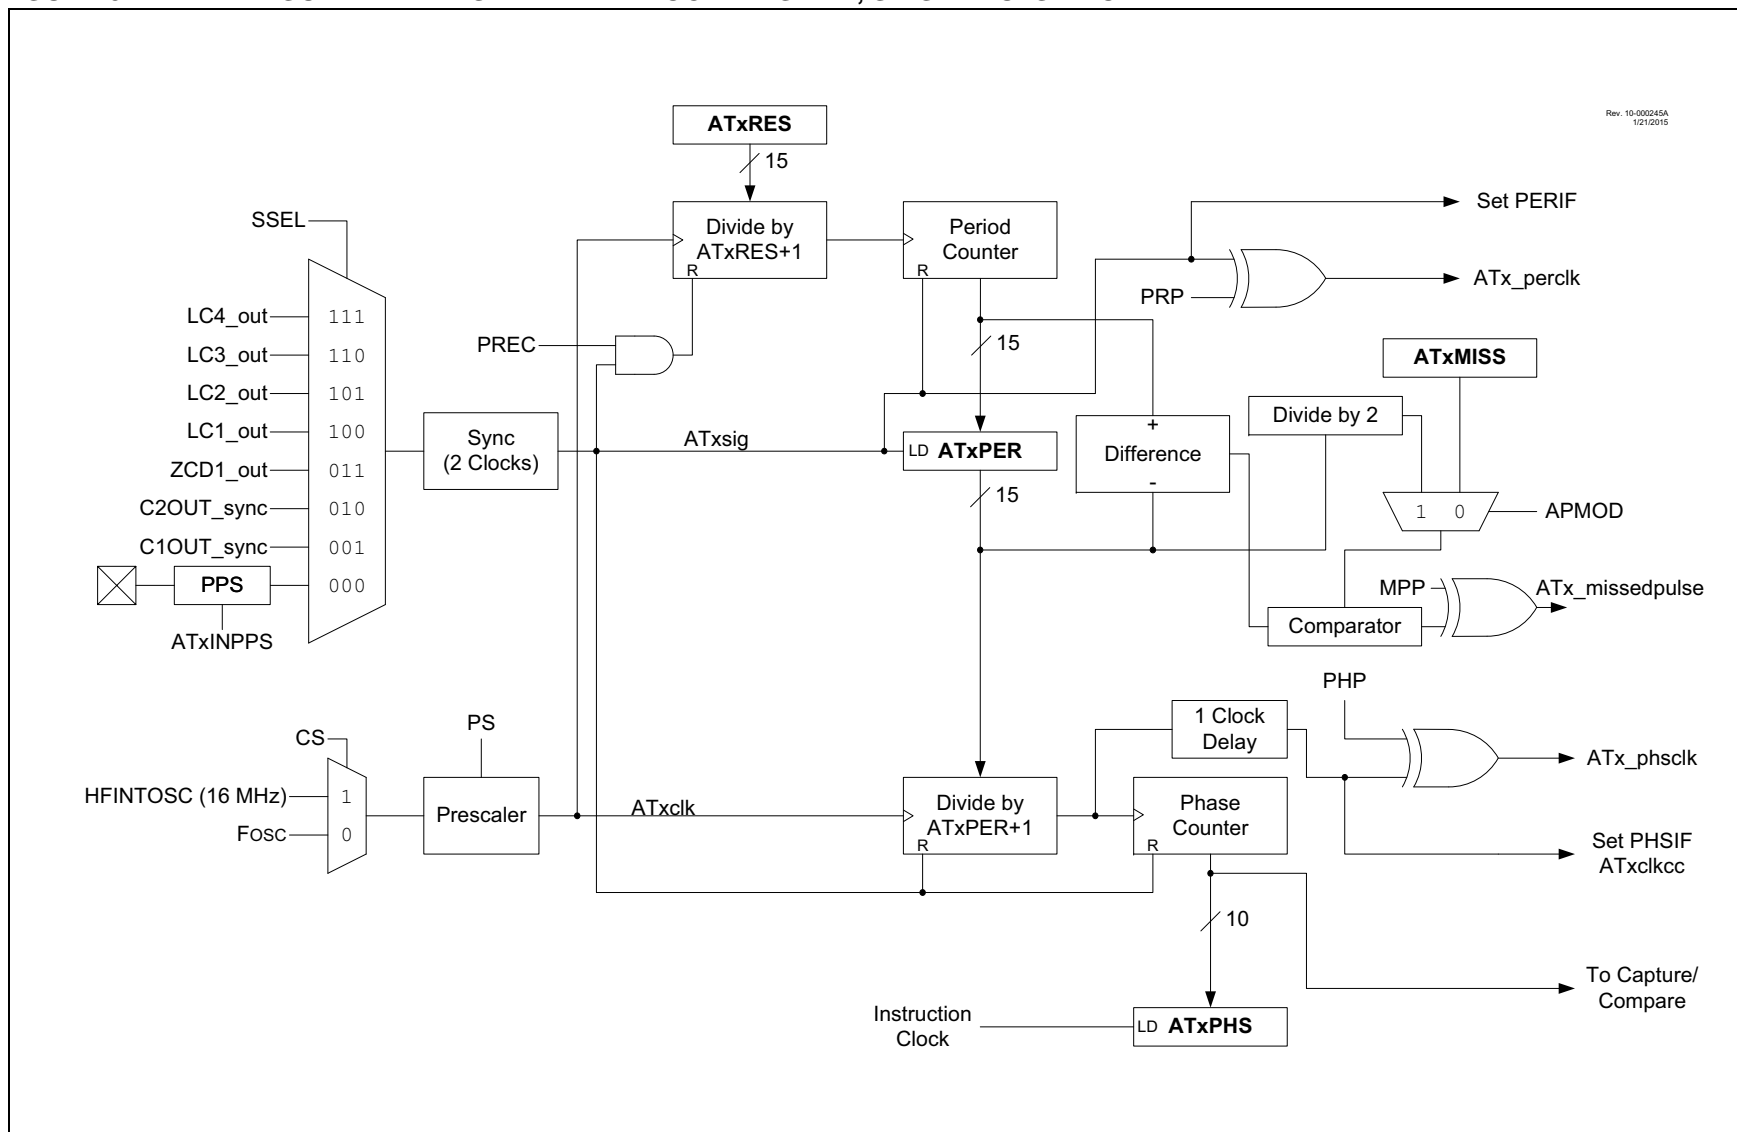 Rev. 10-000245A
1/21/2015
ATxRES
15
SSEL
Divide by
ATxRES+1
R
Period
Counter
R
Set PERIF
ATx_perclk
PRP
LC4_out
111
LC3_out
110
LC2_out
101
LC1_out
100
ZCD1_out
011
C2OUT_sync
010
C1OUT_sync
001
PPS
000
ATxINPPS
PREC
15
ATxMISS
Sync
(2 Clocks)
ATxsig
LD ATxPER
15
+
Difference
-
Divide by 2
1 0
APMOD
MPP
ATx_missedpulse
Comparator
PHP
CS
PS
HFINTOSC (16 MHz)
1
FOSC
0
Prescaler
ATxclk
Divide by
ATxPER+1
R
1 Clock
Delay
Phase
Counter
R
ATx_phsclk
Set PHSIF
ATxclkcc
10
To Capture/
Compare
Instruction
Clock
LD ATxPHS